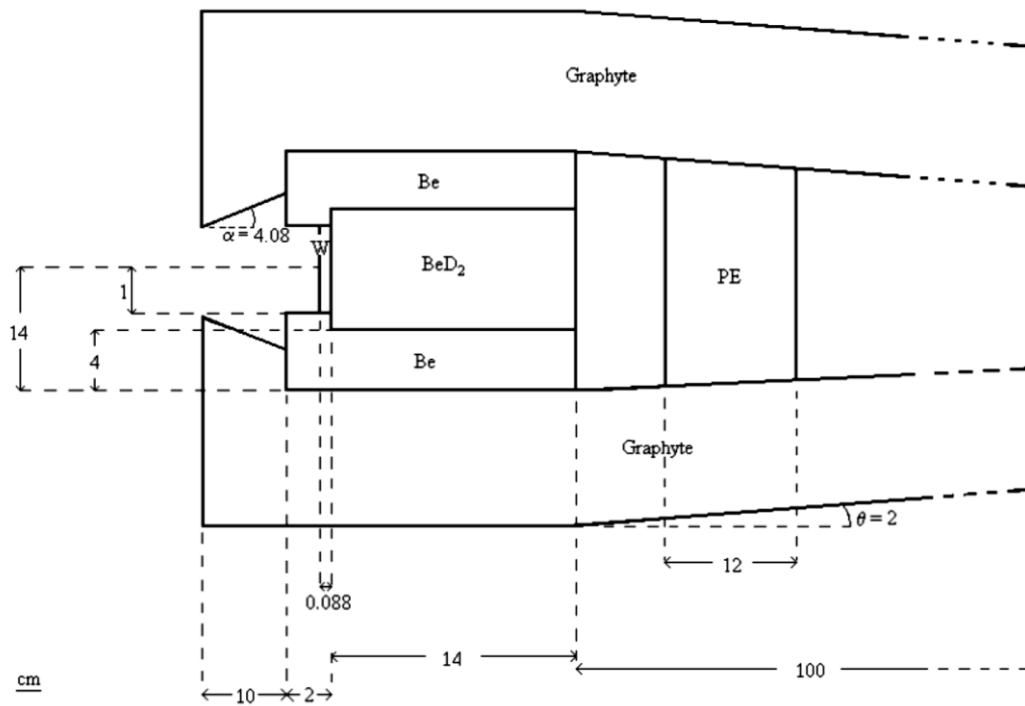 Graphyte
Be
α = 4.08
W
BeD2
PE
1
14
4
Be
Graphyte
θ = 2
12
0.088
14
100
cm
10
2